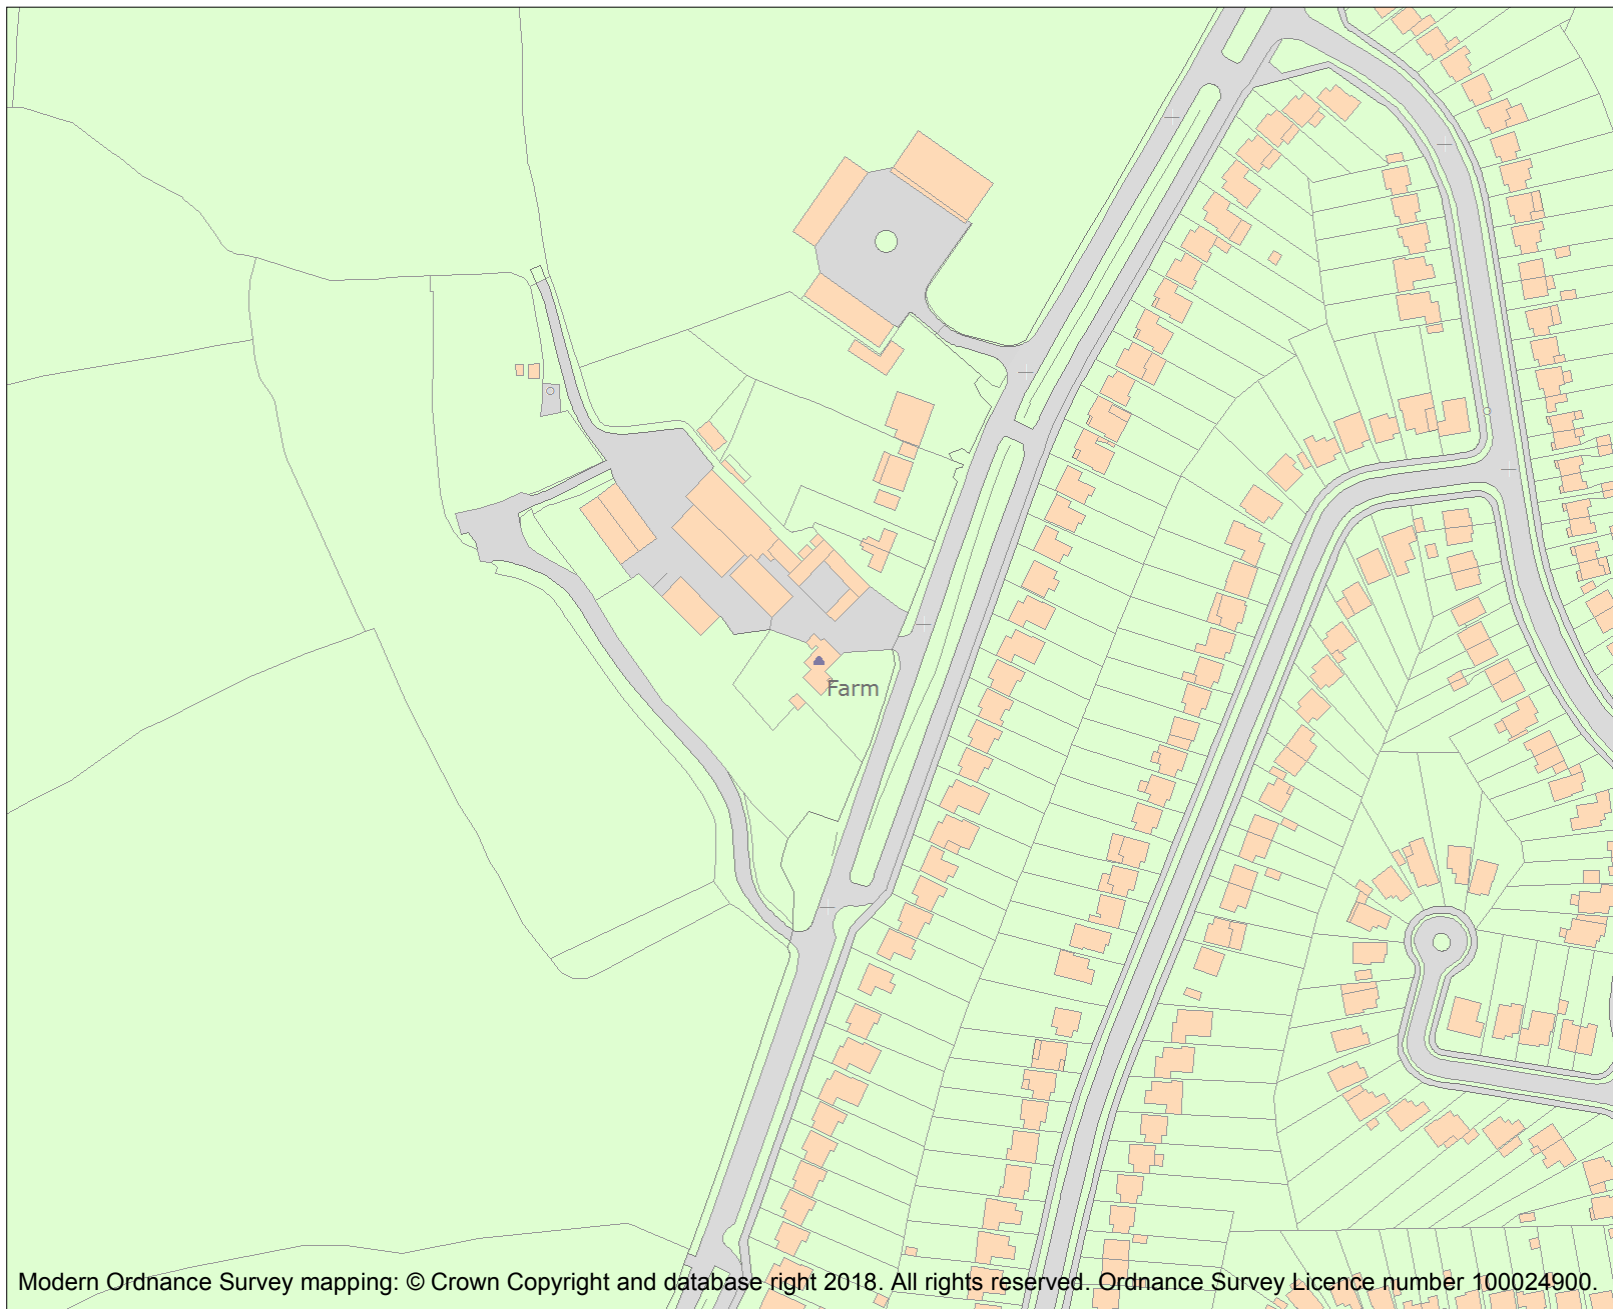 Farm
Modern Ordnance Survey mapping: © Crown Copyright and database right 2018. All rights reserved. Ordnance Survey Licence number 100024900.